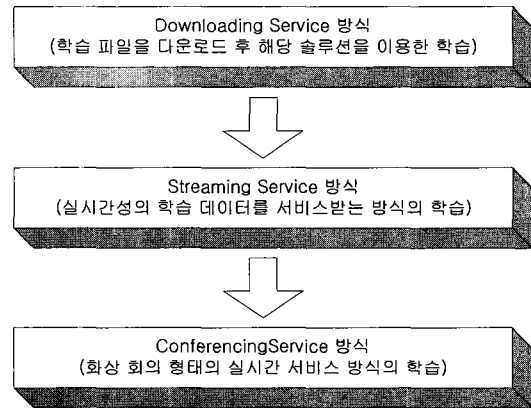 Downloading Service 방식
(학습 파일을 다운로드 후 해당 솔루션을 이용한 학습)
Streaming Service 방식
(실시간성의 학습 데이터를 서비스받는 방식의 학습)
ConferencingService 방식
(화상 회의 형태의 실시간 서비스 방식의 학습)